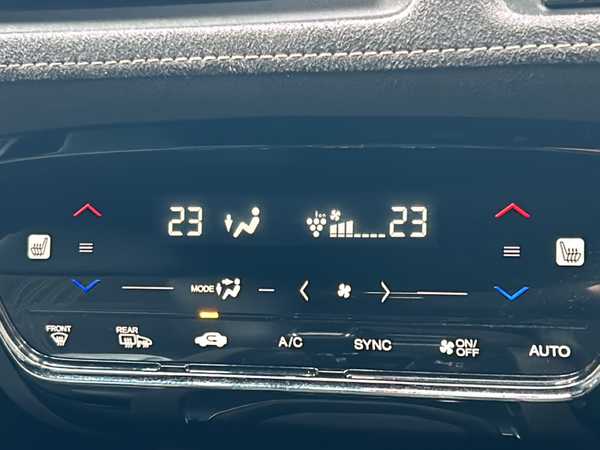 23 23
MODE
FRONT REAR A/C SYNC ON/OFF AUTO